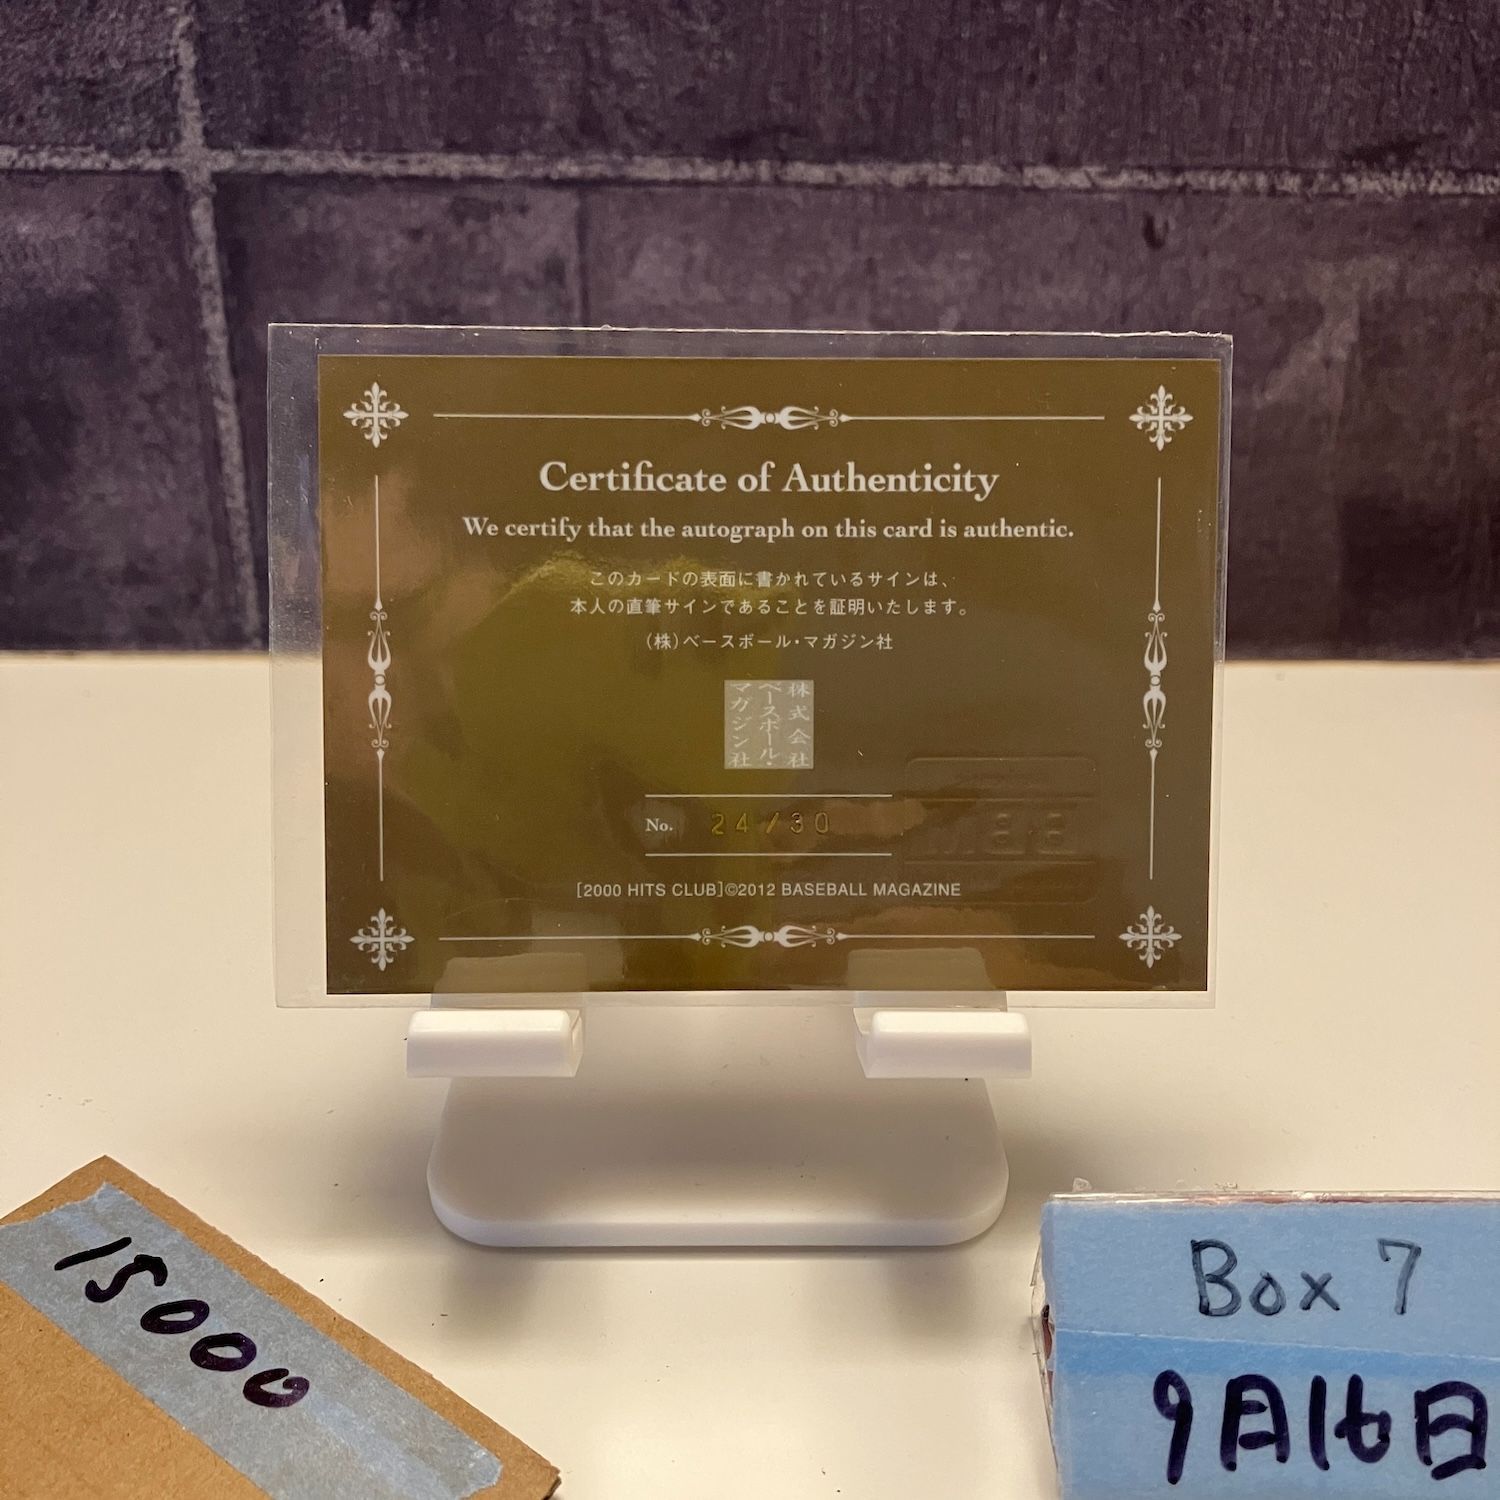 Certificate of Authenticity
We certify that the autograph on this card is authentic.
このカードの表面に書かれているサインは、
本人の直筆サインであることを証明いたします。
(株)ベースボール・マガジン社
株式会社
ベースボール・
マガジン社
No. 24/30
[2000 HITS CLUB]©2012 BASEBALL MAGAZINE
15000
Box 7
9月16日